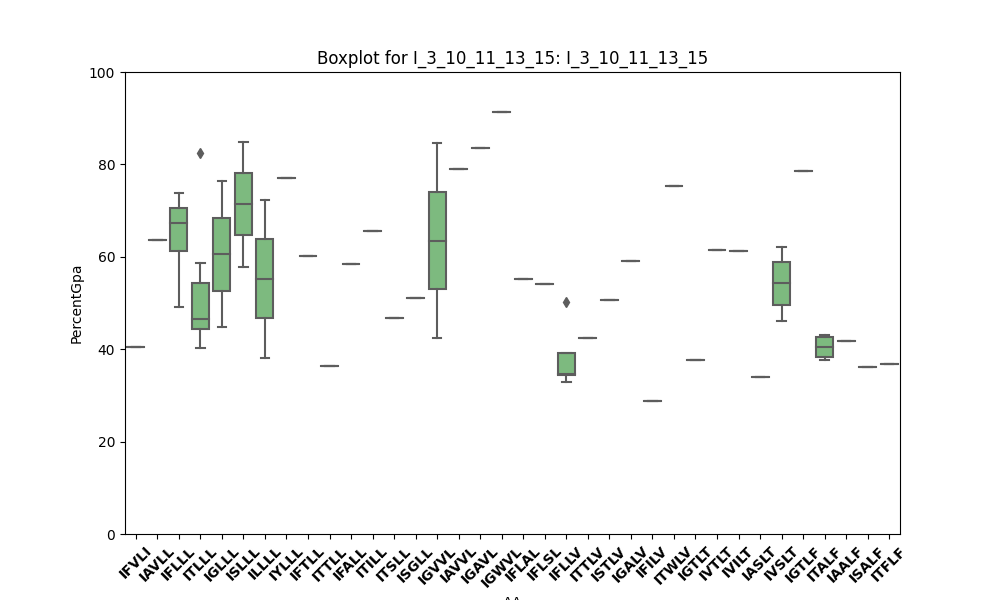 Boxplot for I_3_10_11_13_15: I_3_10_11_13_15
PercentGpa
100
80
60
40
20
0
IFVLI
IAVLL
IFLLL
ITLLL
IGLLL
ISLLL
ILLLL
IYLLL
IFTLL
ITTLL
IFALL
ITILL
ITSLL
ISGLL
IGVVL
IAVVL
IGAVL
IGWVL
IFLAL
IFLSL
IFLLV
ITTLV
ISTLV
IGALV
IFILV
ITWLV
IGTLT
IVTLT
IVILT
IASLT
IVSLT
IGTLF
ITALF
IAALF
ISALF
ITFLF